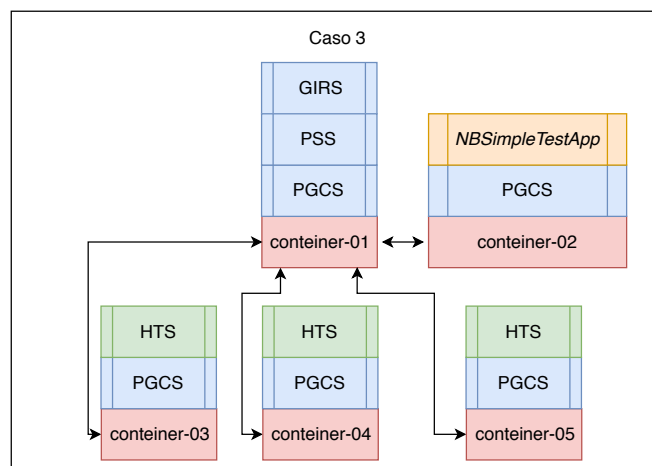 Caso 3
GIRS
PSS
NBSimpleTestApp
PGCS
PGCS
conteiner-01
conteiner-02
HTS
HTS
HTS
PGCS
PGCS
PGCS
conteiner-03
conteiner-04
conteiner-05